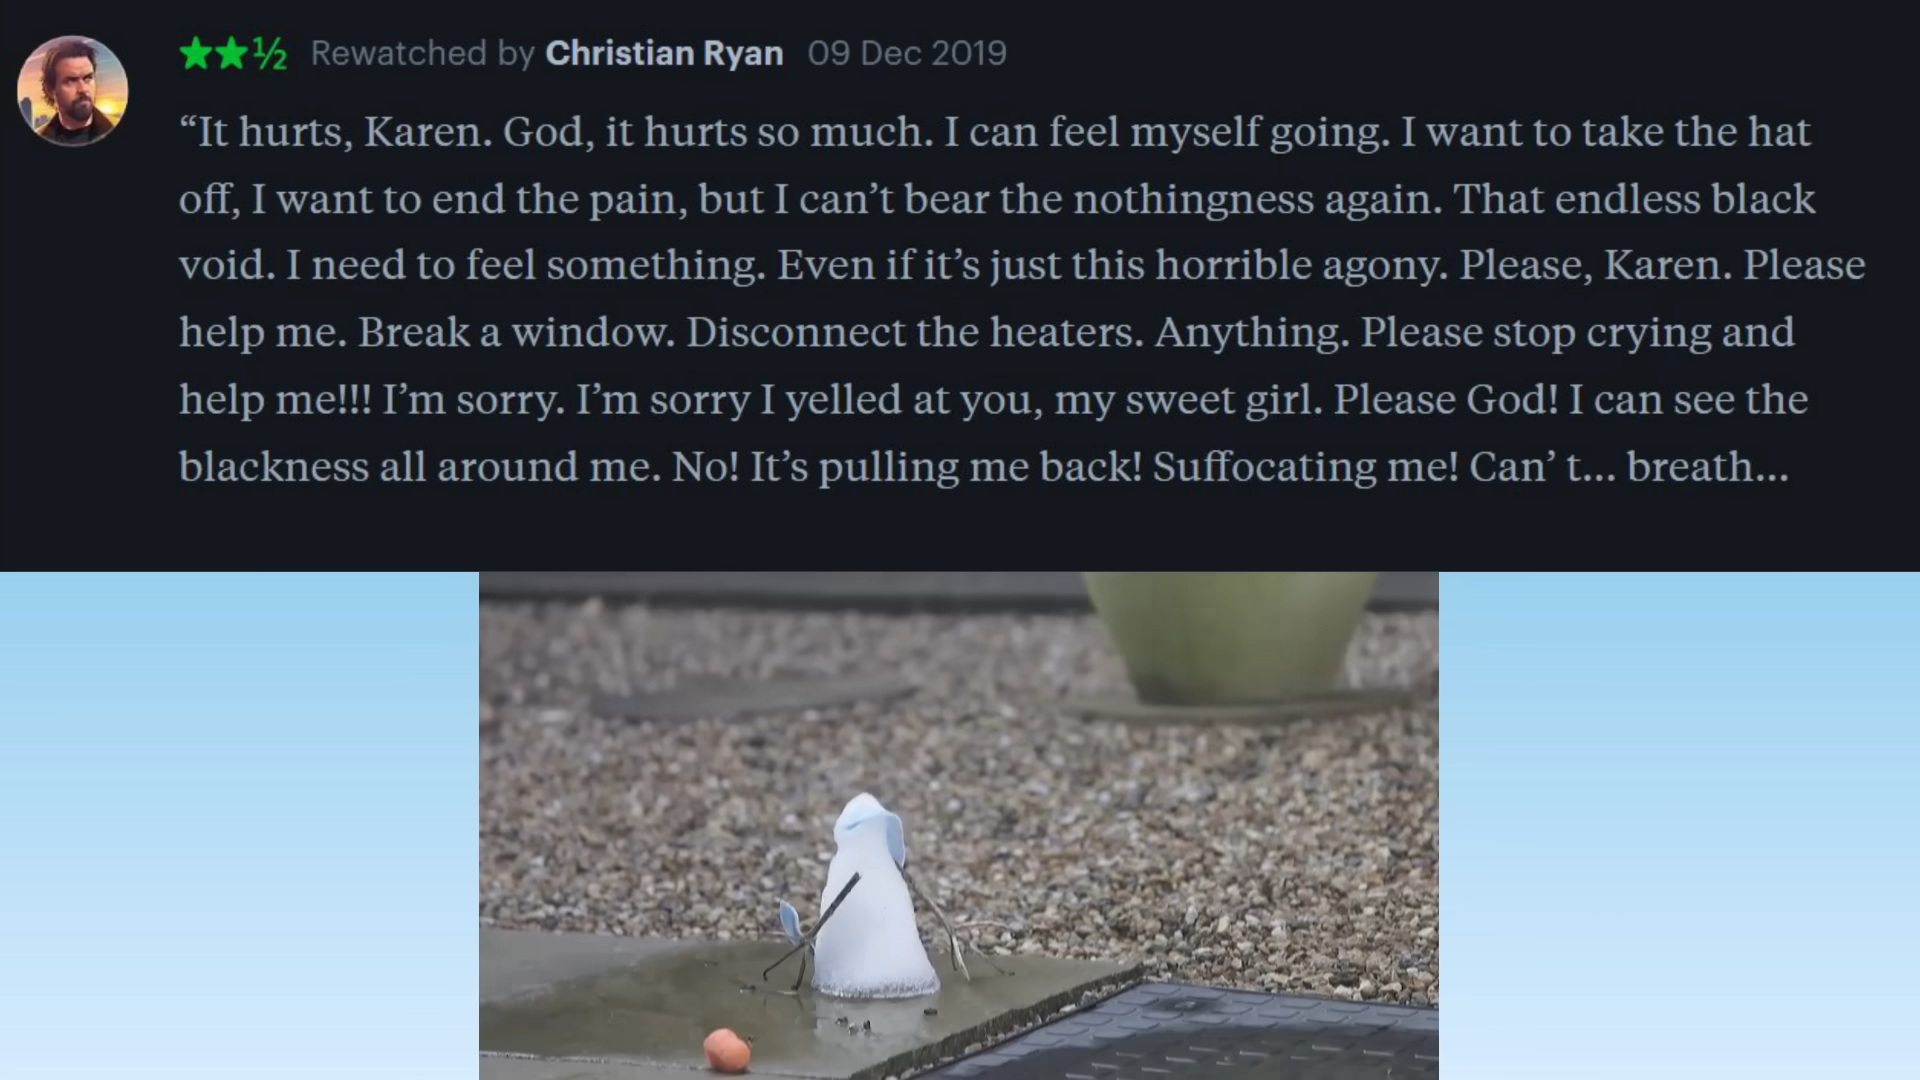 ★★½ Rewatched by Christian Ryan 09 Dec 2019
“It hurts, Karen. God, it hurts so much. I can feel myself going. I want to take the hat
off, I want to end the pain, but I can’t bear the nothingness again. That endless black
void. I need to feel something. Even if it’s just this horrible agony. Please, Karen. Please
help me. Break a window. Disconnect the heaters. Anything. Please stop crying and
help me!!! I’m sorry. I’m sorry I yelled at you, my sweet girl. Please God! I can see the
blackness all around me. No! It’s pulling me back! Suffocating me! Can’ t... breath...